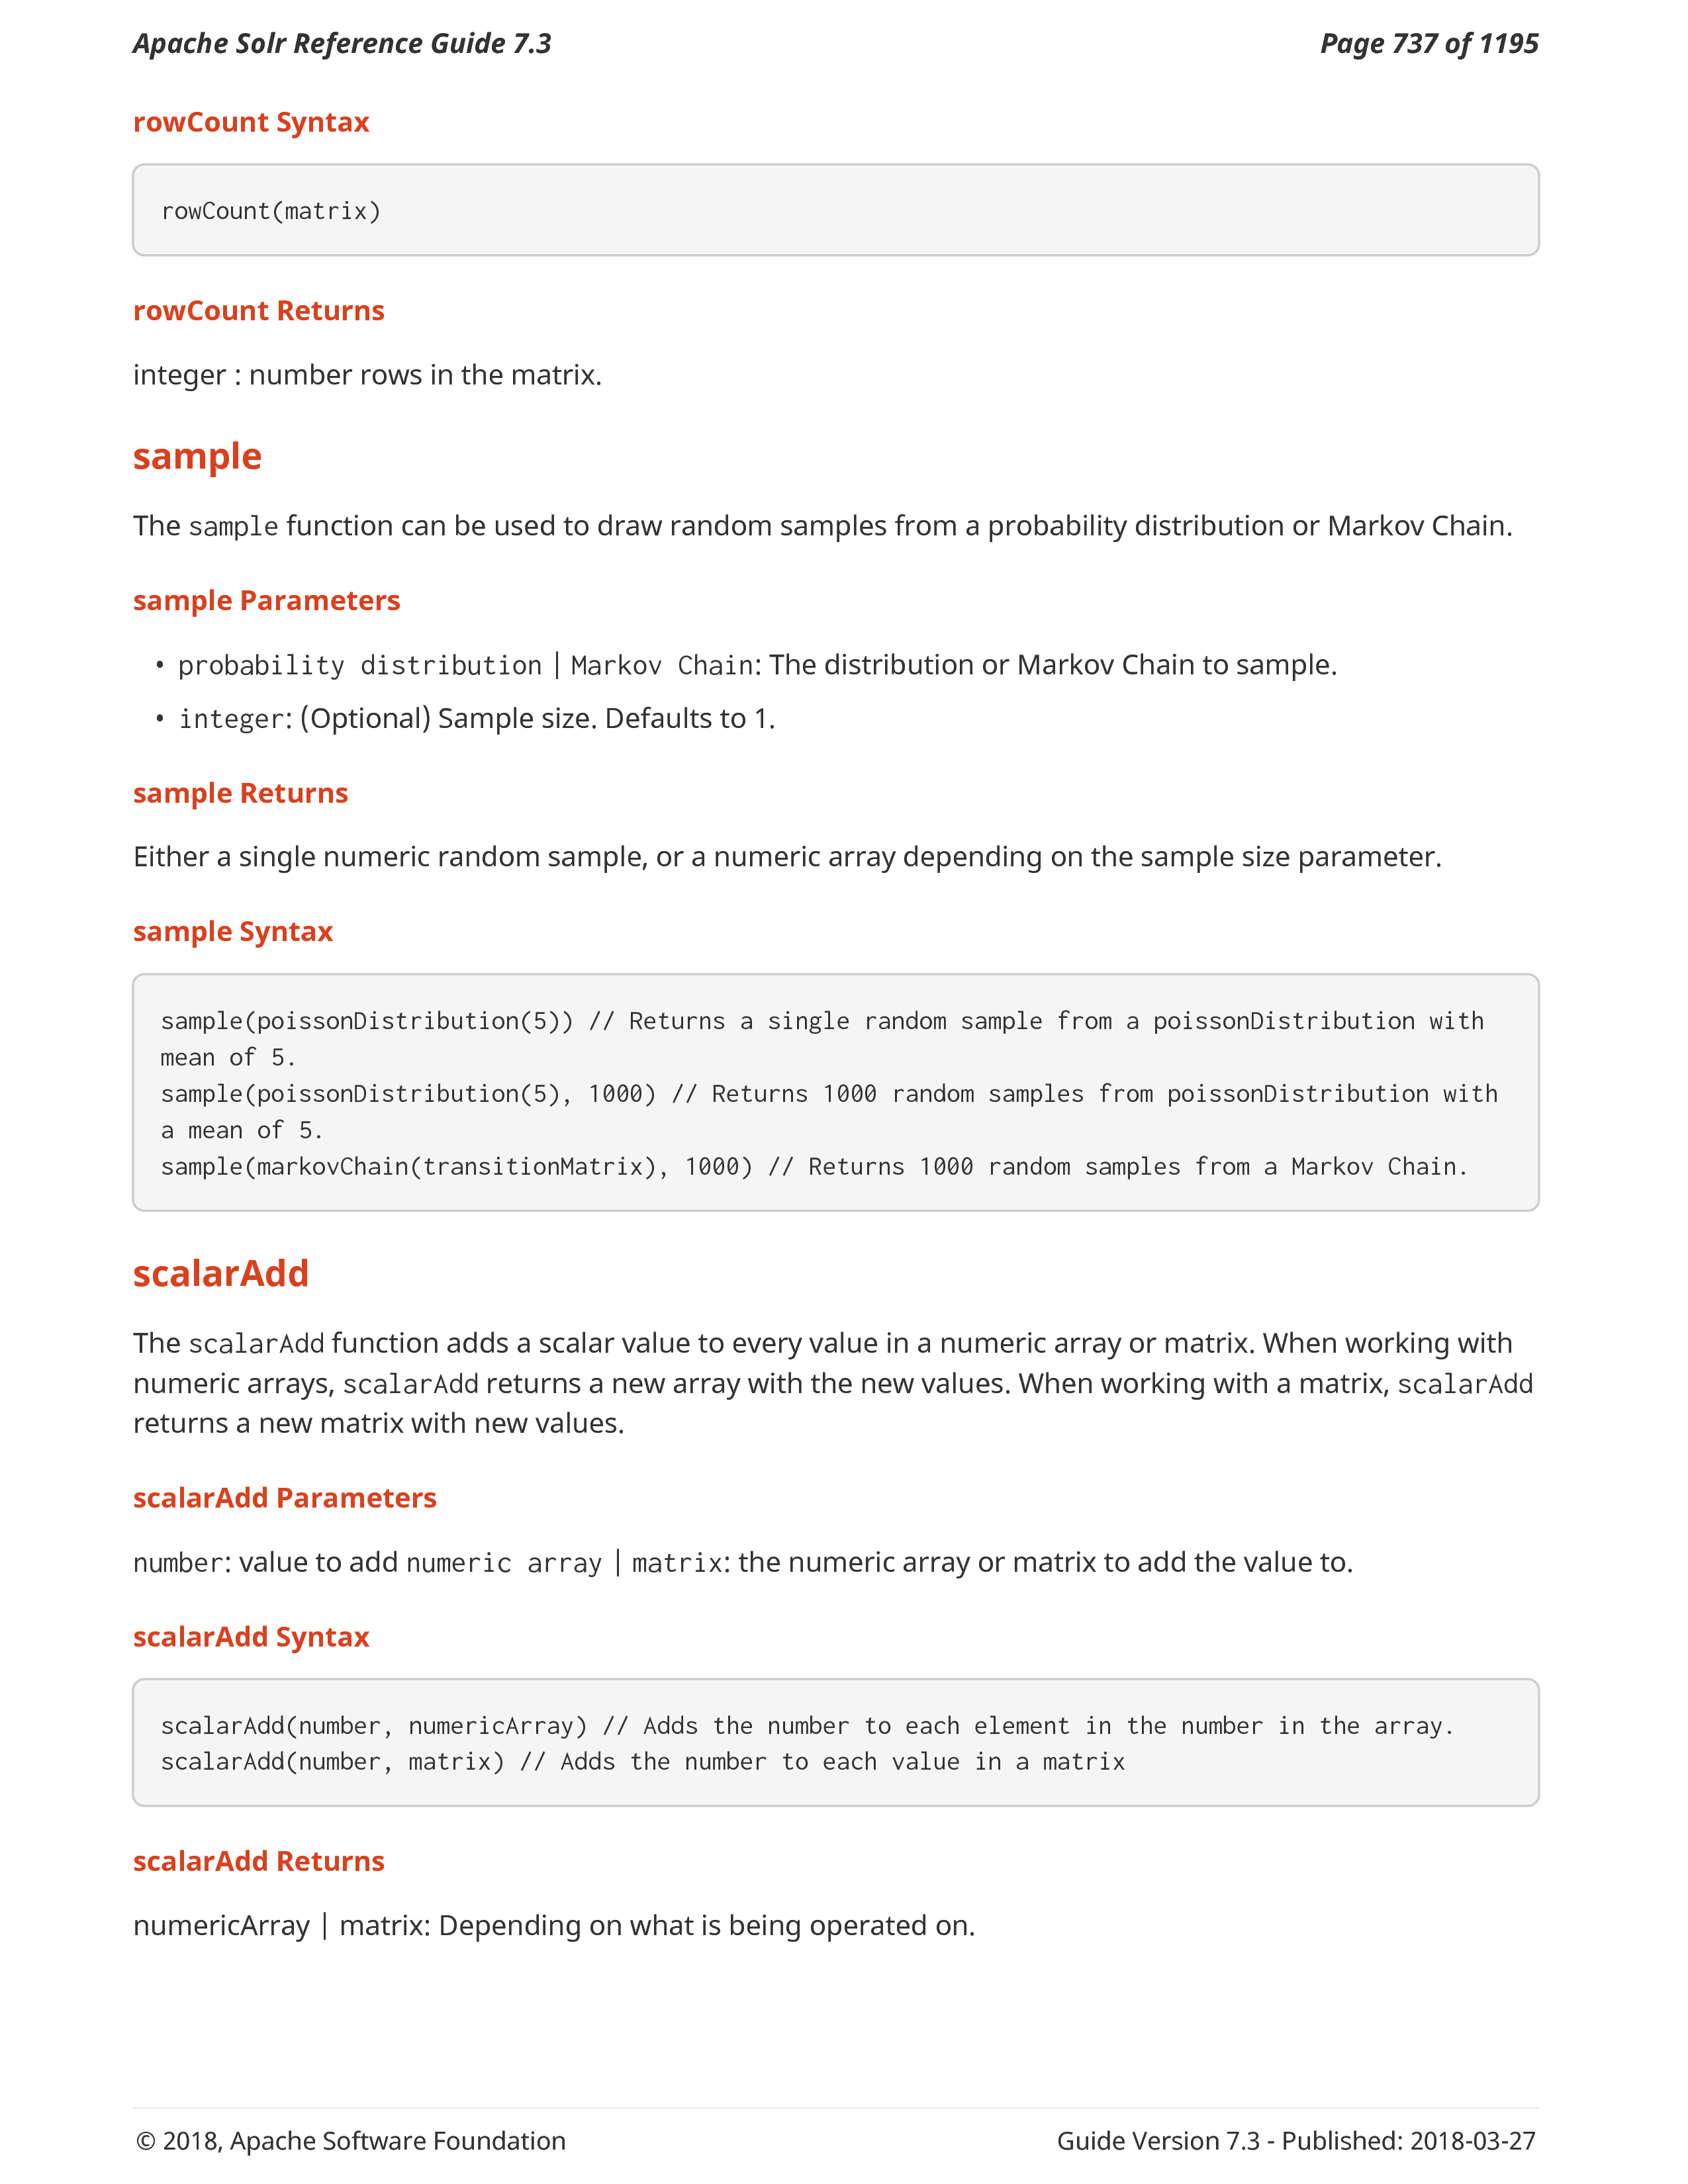 Apache Solr Reference Guide 7.3
Page 737 of 1195
rowCount Syntax
rowCount(matrix)
rowCount Returns
integer : number rows in the matrix.
sample
The sample function can be used to draw random samples from a probability distribution or Markov Chain.
sample Parameters
• probability distribution | Markov Chain: The distribution or Markov Chain to sample.
• integer: (Optional) Sample size. Defaults to 1.
sample Returns
Either a single numeric random sample, or a numeric array depending on the sample size parameter.
sample Syntax
sample(poissonDistribution(5)) // Returns a single random sample from a poissonDistribution with
mean of 5.
sample(poissonDistribution(5), 1000) // Returns 1000 random samples from poissonDistribution with
a mean of 5.
sample(markovChain(transitionMatrix), 1000) // Returns 1000 random samples from a Markov Chain.
scalarAdd
The scalarAdd function adds a scalar value to every value in a numeric array or matrix. When working with
numeric arrays, scalarAdd returns a new array with the new values. When working with a matrix, scalarAdd
returns a new matrix with new values.
scalarAdd Parameters
number: value to add numeric array | matrix: the numeric array or matrix to add the value to.
scalarAdd Syntax
scalarAdd(number, numericArray) // Adds the number to each element in the number in the array.
scalarAdd(number, matrix) // Adds the number to each value in a matrix
scalarAdd Returns
numericArray | matrix: Depending on what is being operated on.
© 2018, Apache Software Foundation
Guide Version 7.3 - Published: 2018-03-27